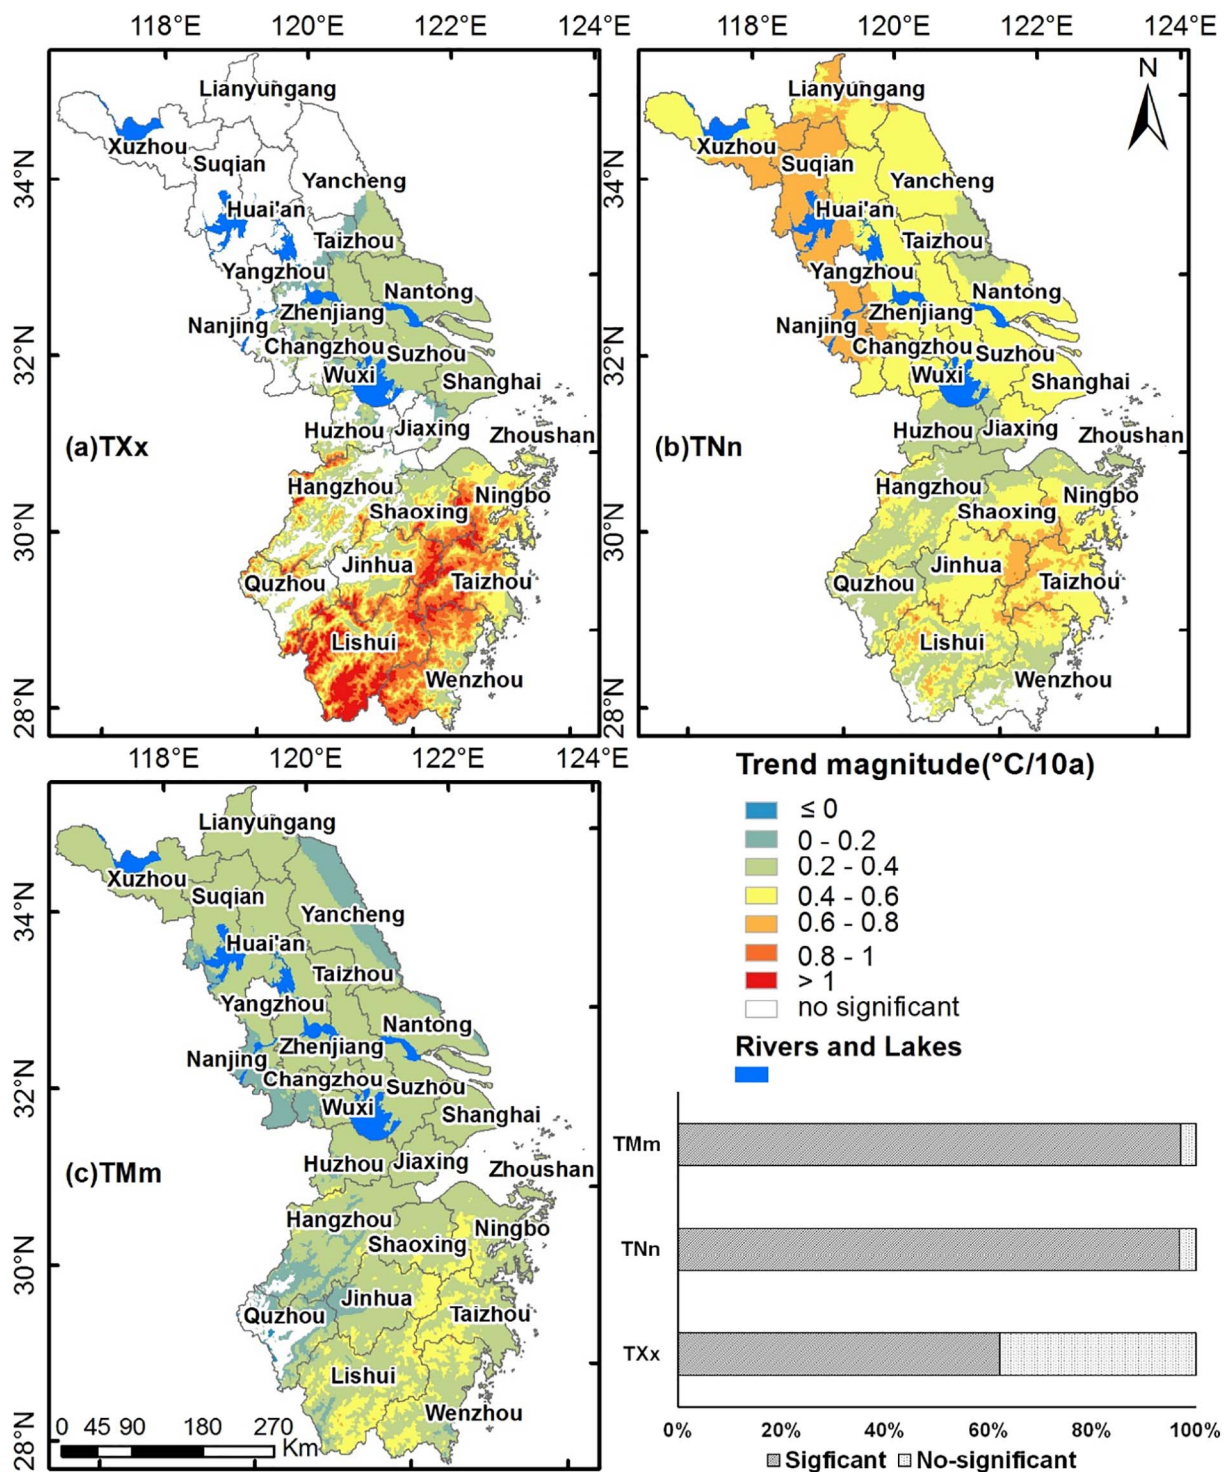 118°E 120°E 122°E 124°E
118°E 120°E 122°E 124°E
34°N
32°N
30°N
28°N
Lianyungang
Xuzhou
Suqian
Yancheng
Huai'an
Taizhou
Yangzhou
Nantong
Zhenjiang
Nanjing
Changzhou
Suzhou
Wuxi
Shanghai
Huzhou
Jiaxing
Zhoushan
(a)TXx
Hangzhou
Ningbo
Shaoxing
Jinhua
Quzhou
Taizhou
Lishui
Wenzhou
34°N
32°N
30°N
28°N
N
Lianyungang
Xuzhou
Suqian
Yancheng
Huai'an
Taizhou
Yangzhou
Nantong
Zhenjiang
Nanjing
Changzhou
Suzhou
Wuxi
Shanghai
Huzhou
Jiaxing
Zhoushan
(b)TNn
Hangzhou
Ningbo
Shaoxing
Jinhua
Quzhou
Taizhou
Lishui
Wenzhou
118°E 120°E 122°E 124°E
34°N
32°N
30°N
28°N
Lianyungang
Xuzhou
Suqian
Yancheng
Huai'an
Taizhou
Yangzhou
Nantong
Zhenjiang
Nanjing
Changzhou
Suzhou
Wuxi
Shanghai
Huzhou
Jiaxing
Zhoushan
(c)TMm
Hangzhou
Ningbo
Shaoxing
Jinhua
Quzhou
Taizhou
Lishui
Wenzhou
0 45 90 180 270
Km
Trend magnitude(°C/10a)
≤ 0
0 - 0.2
0.2 - 0.4
0.4 - 0.6
0.6 - 0.8
0.8 - 1
> 1
no significant
Rivers and Lakes
TMm
TNn
TXx
0% 20% 40% 60% 80% 100%
Sigficant No-significant